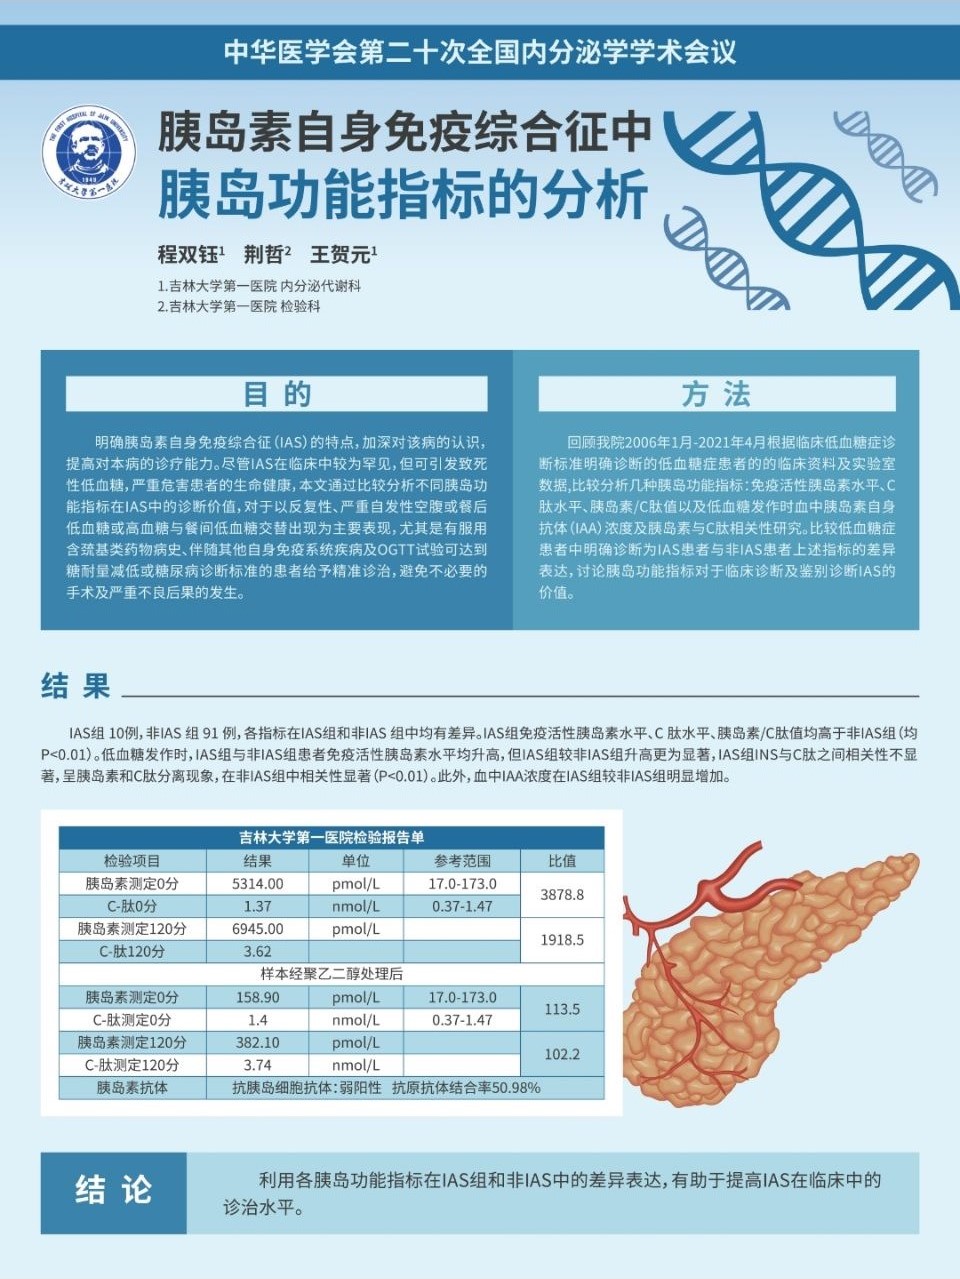 中华医学会第二十次全国内分泌学学术会议
THE FIRST HOSPITAL OF JILIN UNIVERSITY
1949
吉林大学第一医院
胰岛素自身免疫综合征中
胰岛功能指标的分析
程双钰¹ 荆哲² 王贺元¹
1.吉林大学第一医院 内分泌代谢科
2.吉林大学第一医院 检验科
目 的
明确胰岛素自身免疫综合征(IAS)的特点,加深对该病的认识,
提高对本病的诊疗能力。尽管IAS在临床中较为罕见,但可引发致死
性低血糖,严重危害患者的生命健康,本文通过比较分析不同胰岛功
能指标在IAS中的诊断价值,对于以反复性、严重自发性空腹或餐后
低血糖或高血糖与餐间低血糖交替出现为主要表现,尤其是有服用
含巯基类药物病史、伴随其他自身免疫系统疾病及OGTT试验可达到
糖耐量减低或糖尿病诊断标准的患者给予精准诊治,避免不必要的
手术及严重不良后果的发生。
方 法
回顾我院2006年1月-2021年4月根据临床低血糖症诊
断标准明确诊断的低血糖症患者的的临床资料及实验室
数据,比较分析几种胰岛功能指标:免疫活性胰岛素水平、C
肽水平、胰岛素/C肽值以及低血糖发作时血中胰岛素自身
抗体(IAA)浓度及胰岛素与C肽相关性研究。比较低血糖症
患者中明确诊断为IAS患者与非IAS患者上述指标的差异
表达,讨论胰岛功能指标对于临床诊断及鉴别诊断IAS的
价值。
结 果
IAS组 10例,非IAS 组 91 例,各指标在IAS组和非IAS 组中均有差异。IAS组免疫活性胰岛素水平、C 肽水平、胰岛素/C肽值均高于非IAS组(均
P<0.01)。低血糖发作时,IAS组与非IAS组患者免疫活性胰岛素水平均升高,但IAS组较非IAS组升高更为显著,IAS组INS与C肽之间相关性不显
著,呈胰岛素和C肽分离现象,在非IAS组中相关性显著(P<0.01)。此外,血中IAA浓度在IAS组较非IAS组明显增加。
吉林大学第一医院检验报告单
检验项目 结果 单位 参考范围 比值
胰岛素测定0分 5314.00 pmol/L 17.0-173.0 3878.8
C-肽0分 1.37 nmol/L 0.37-1.47
胰岛素测定120分 6945.00 pmol/L 1918.5
C-肽120分 3.62
样本经聚乙二醇处理后
胰岛素测定0分 158.90 pmol/L 17.0-173.0 113.5
C-肽测定0分 1.4 nmol/L 0.37-1.47
胰岛素测定120分 382.10 pmol/L 102.2
C-肽测定120分 3.74 nmol/L
胰岛素抗体 抗胰岛细胞抗体:弱阳性 抗原抗体结合率50.98%
结 论
利用各胰岛功能指标在IAS组和非IAS中的差异表达,有助于提高IAS在临床中的
诊治水平。